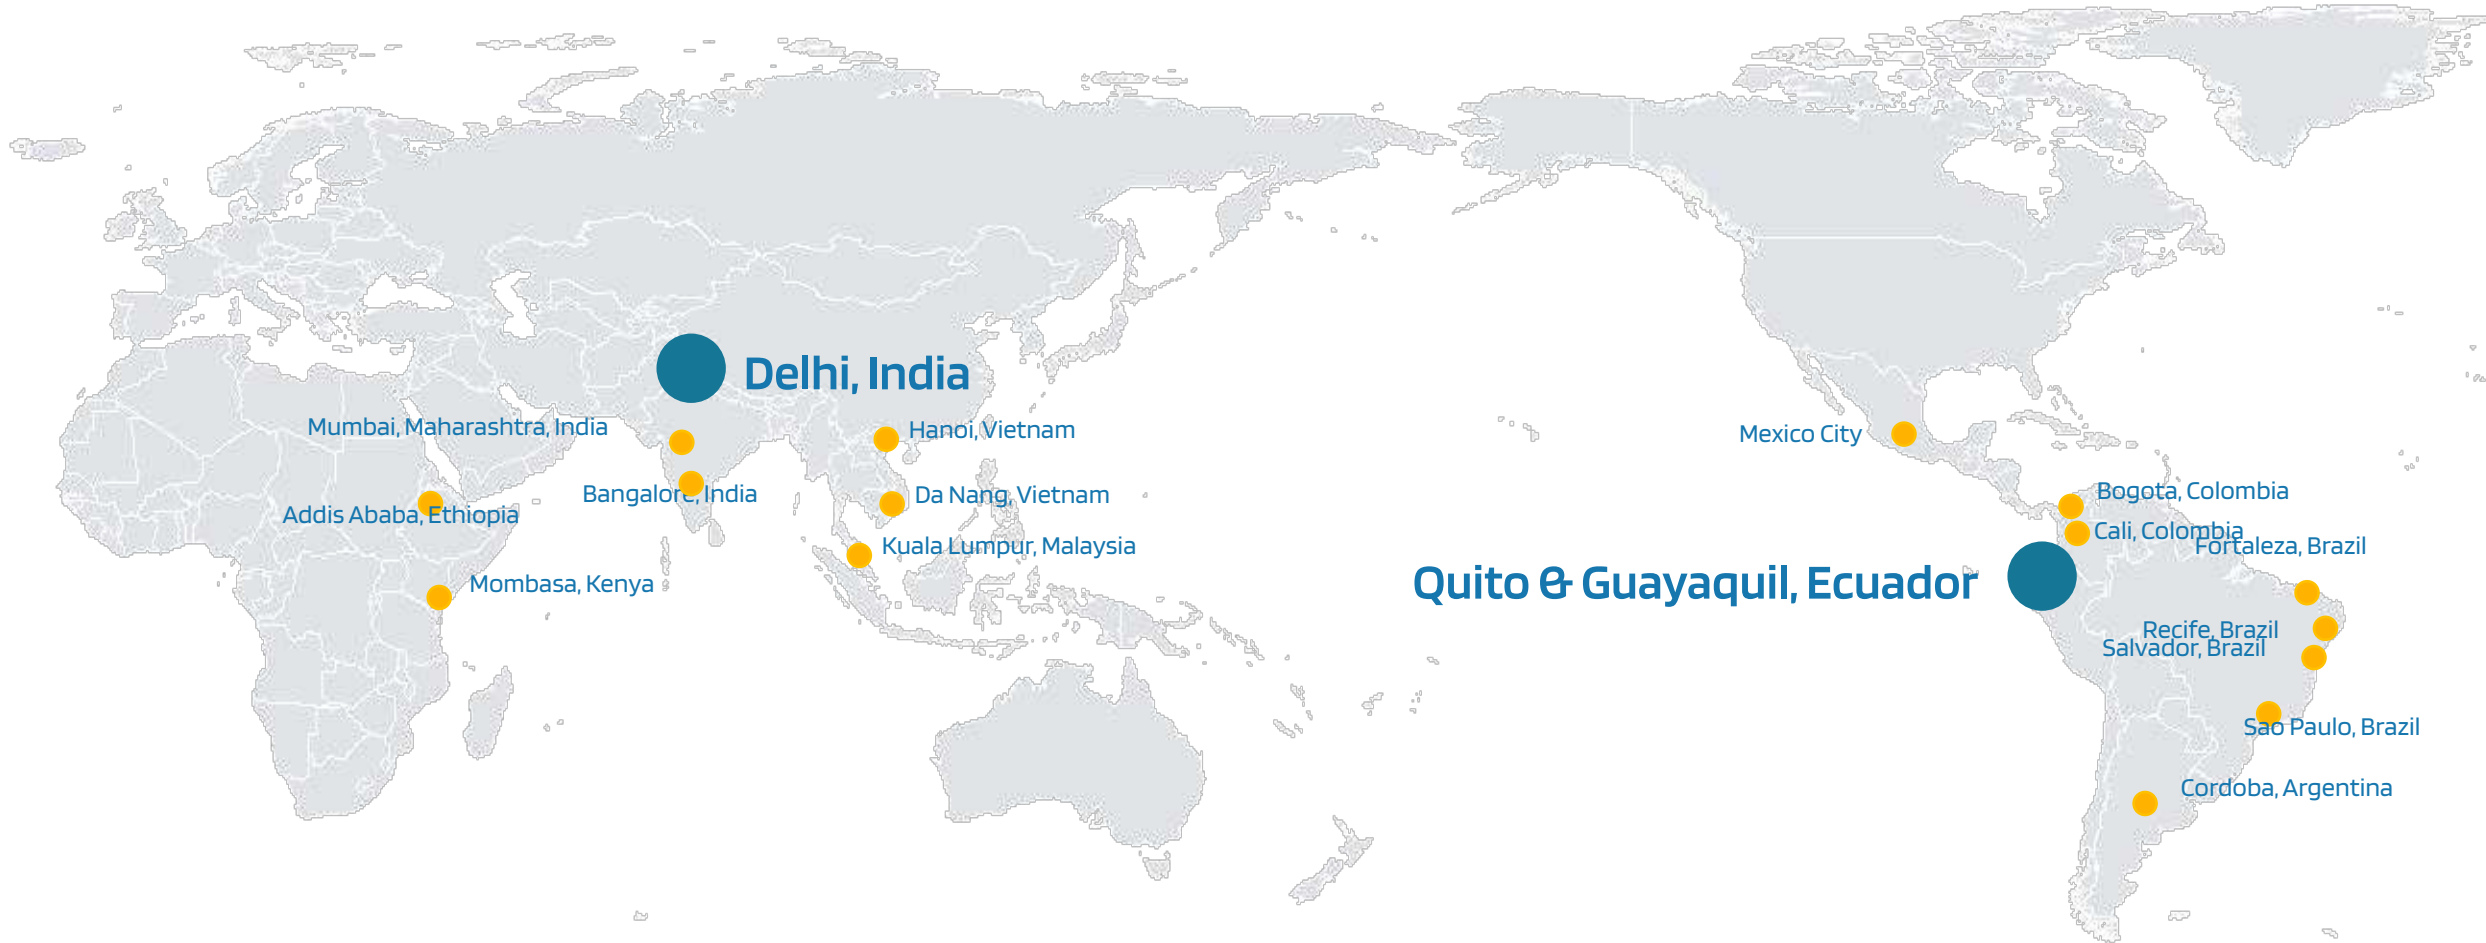 Delhi, India
Mumbai, Maharashtra, India
Hanoi, Vietnam
Mexico City
Bangalore, India
Da Nang, Vietnam
Bogota, Colombia
Addis Ababa, Ethiopia
Cali, Colombia
Kuala Lumpur, Malaysia
Fortaleza, Brazil
Mombasa, Kenya
Quito & Guayaquil, Ecuador
Recife, Brazil
Salvador, Brazil
Sao Paulo, Brazil
Cordoba, Argentina